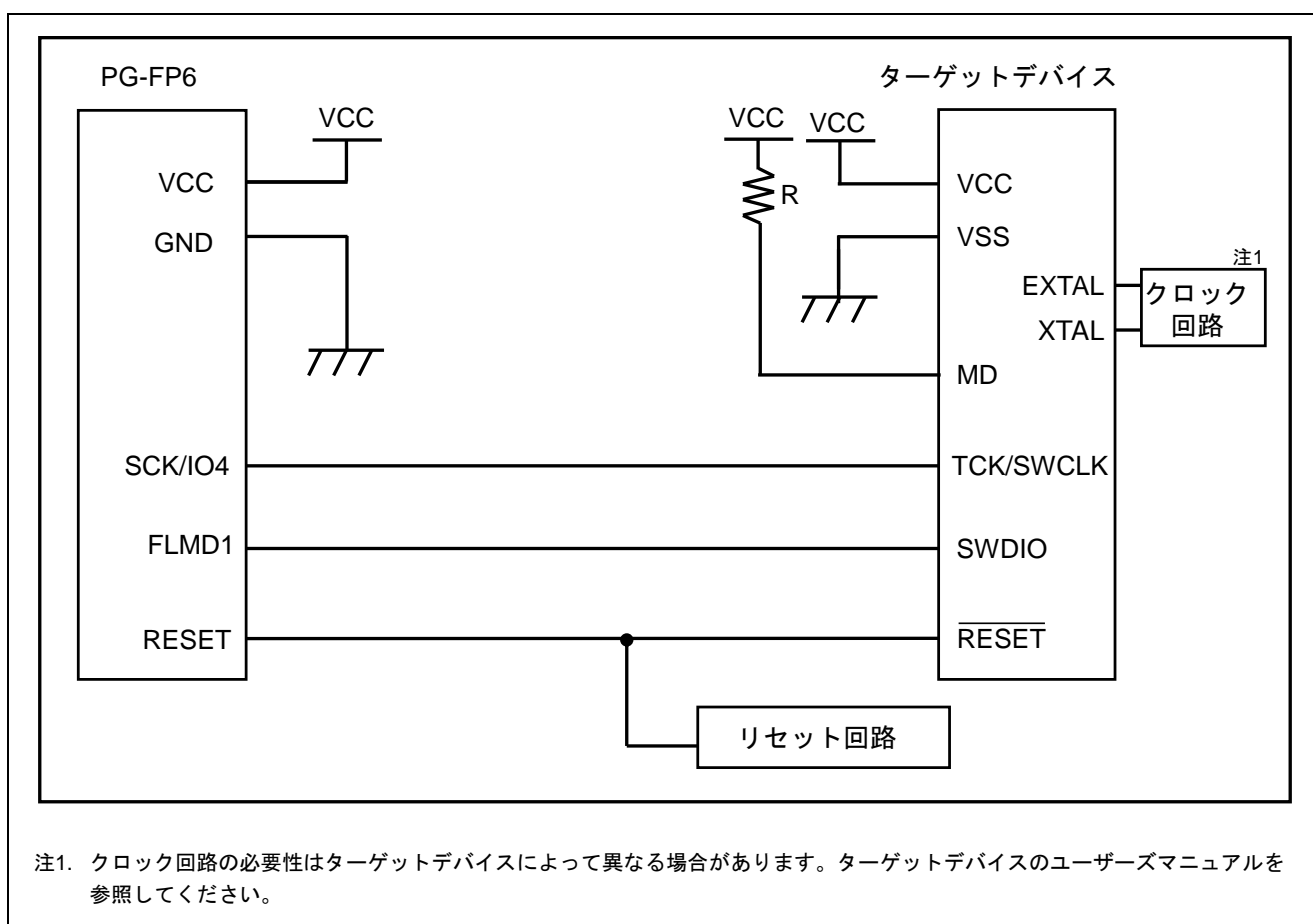 PG-FP6
ターゲットデバイス
VCC
VCC
VCC
VCC
GND
R
VCC
VSS
注1
EXTAL
XTAL
クロック
回路
MD
SCK/IO4
TCK/SWCLK
FLMD1
SWDIO
RESET
RESET
リセット回路
注1. クロック回路の必要性はターゲットデバイスによって異なる場合があります。ターゲットデバイスのユーザーズマニュアルを
参照してください。